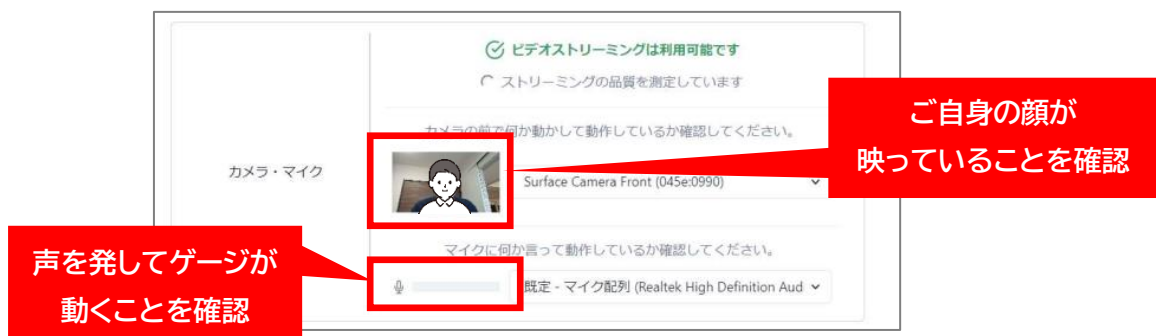 ビデオストリーミングは利用可能です
ストリーミングの品質を測定しています
ご自身の顔が
映っていることを確認
カメラの前で何か動かして動作しているか確認してください。
カメラ・マイク
Surface Camera Front (045e:0990)
声を発してゲージが
動くことを確認
マイクに何か言って動作しているか確認してください。
既定 - マイク配列 (Realtek High Definition Aud